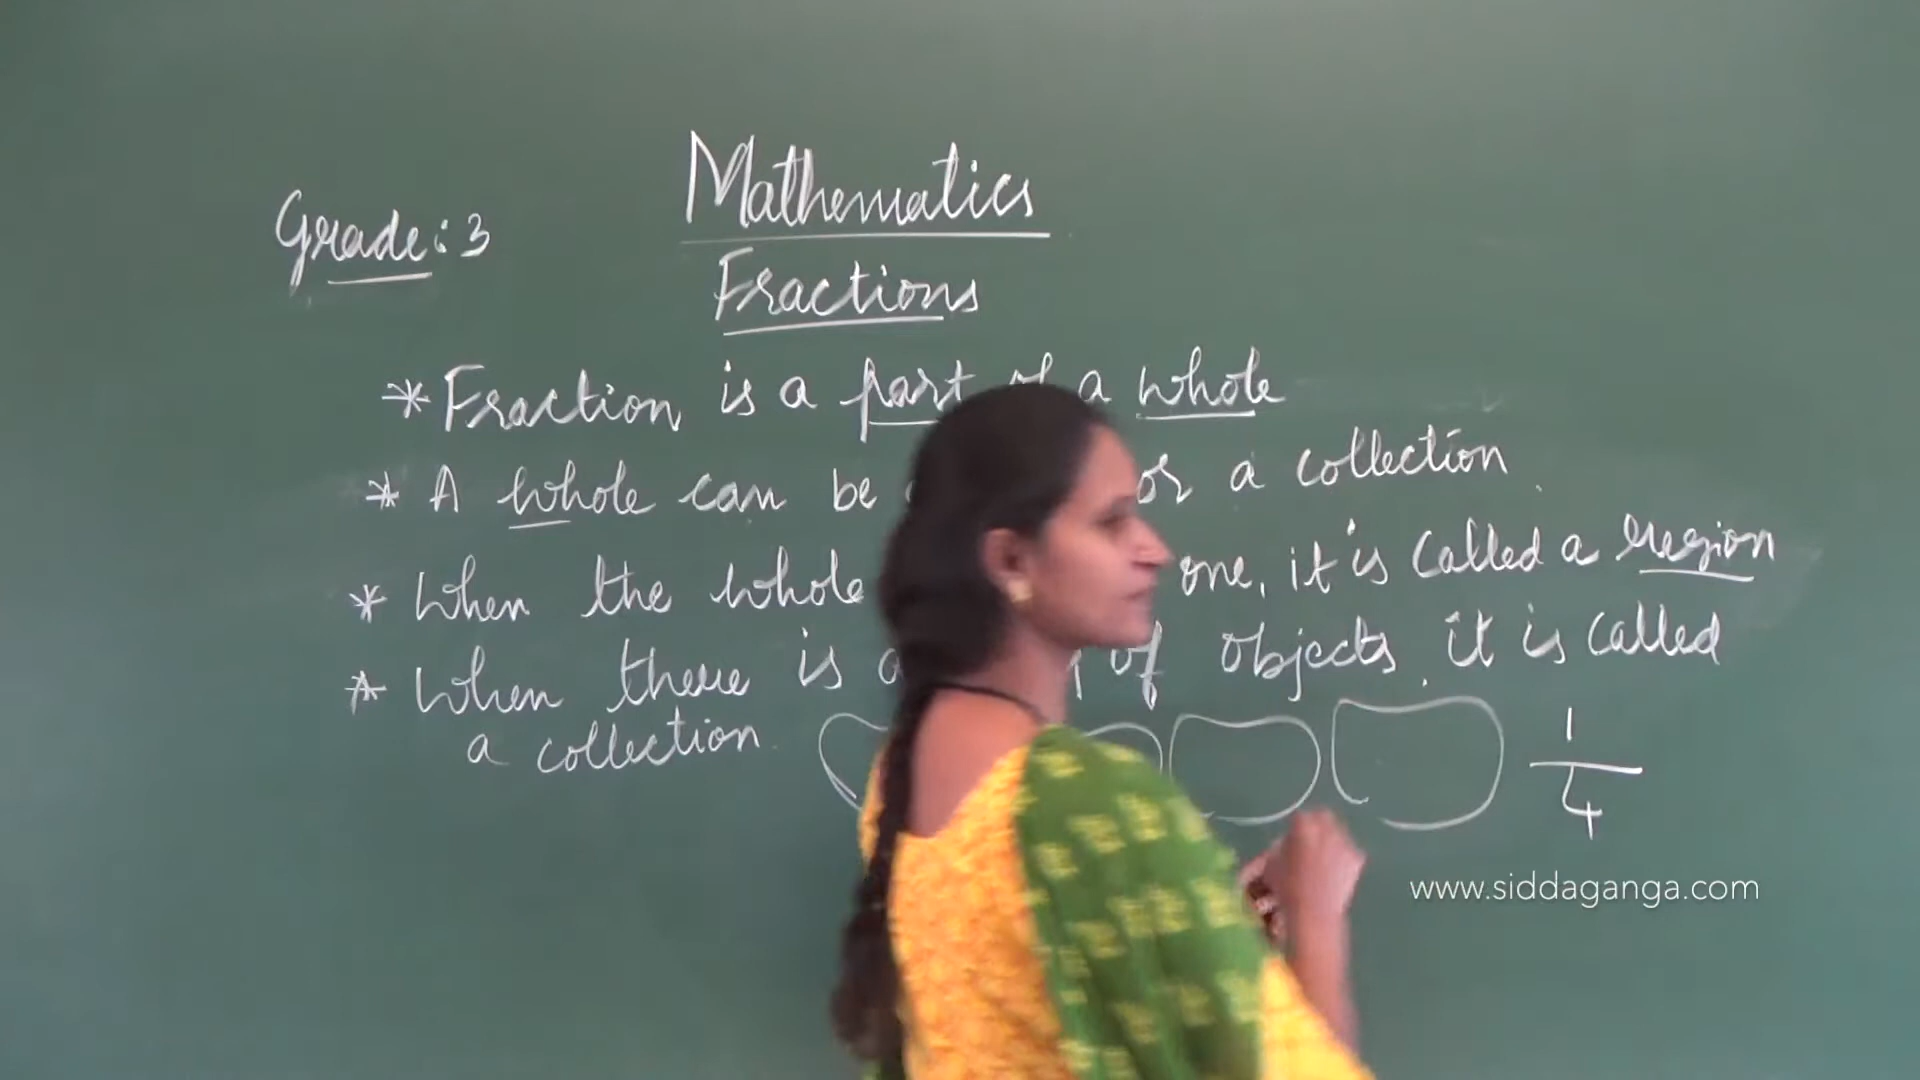 Mathematics
Grade: 3
Fractions
* Fraction is a part of a whole
* A whole can be or a collection.
* When the whole one, it is called a region
* When there is a of objects, it is called
a collection.
1
4
www.siddaganga.com